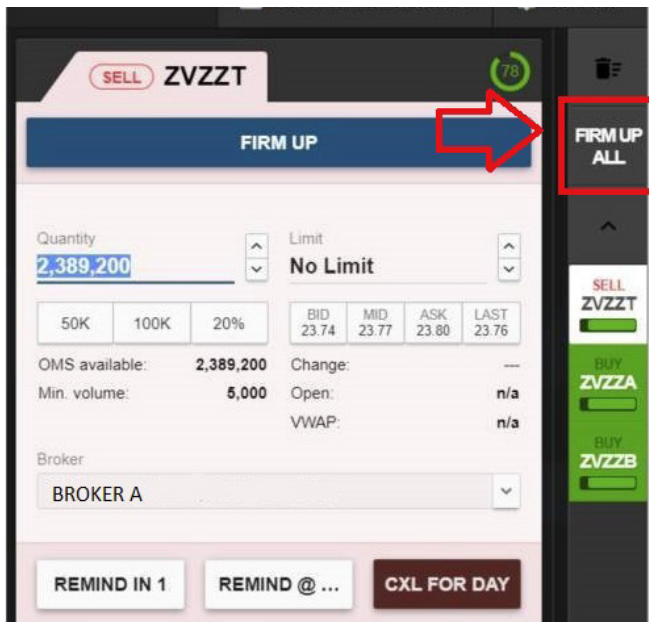 SELL ZVZZT
78
FIRM UP
FIRM UP
ALL
Quantity
2,389,200
Limit
No Limit
50K 100K 20%
BID MID ASK LAST
23.74 23.77 23.80 23.76
OMS available: 2,389,200
Min. volume: 5,000
Change: ---
Open: n/a
VWAP: n/a
Broker
BROKER A
REMIND IN 1 REMIND @ ... CXL FOR DAY
SELL
ZVZZT
BUY
ZVZZA
BUY
ZVZZB